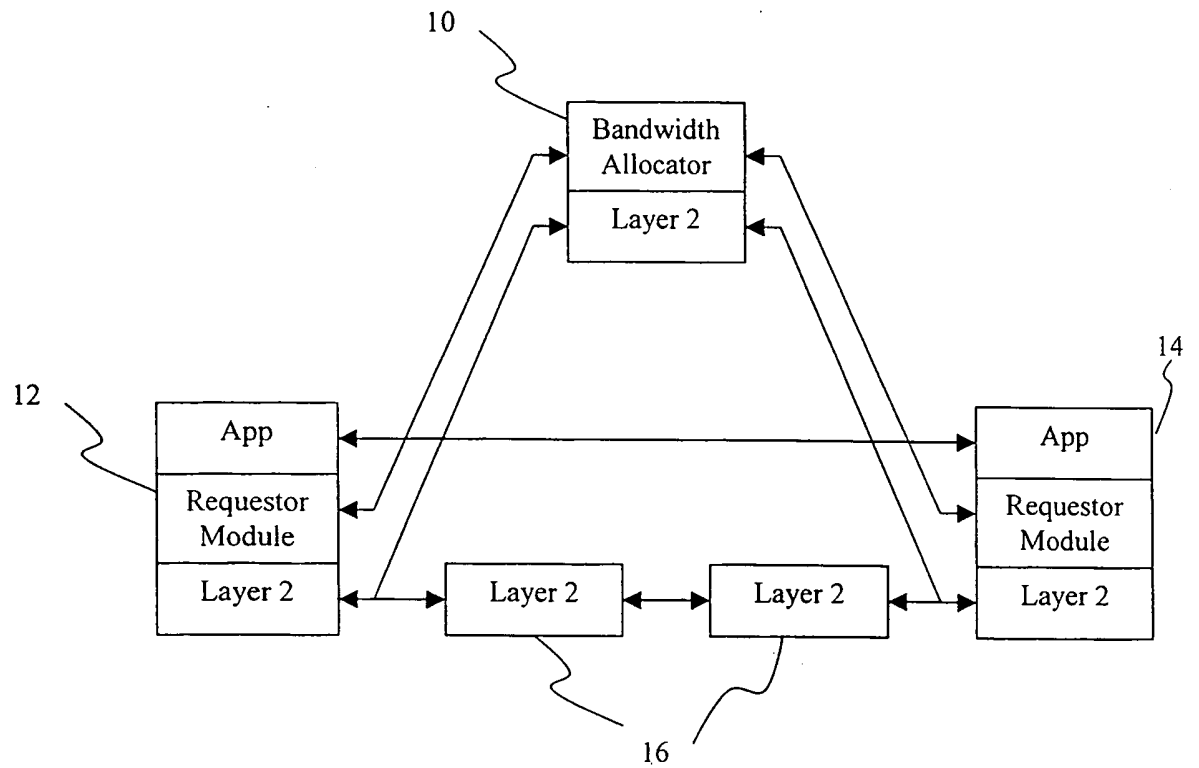 10
Bandwidth
Allocator
Layer 2
14
12
App
App
Requestor
Module
Requestor
Module
Layer 2
Layer 2
Layer 2
Layer 2
16